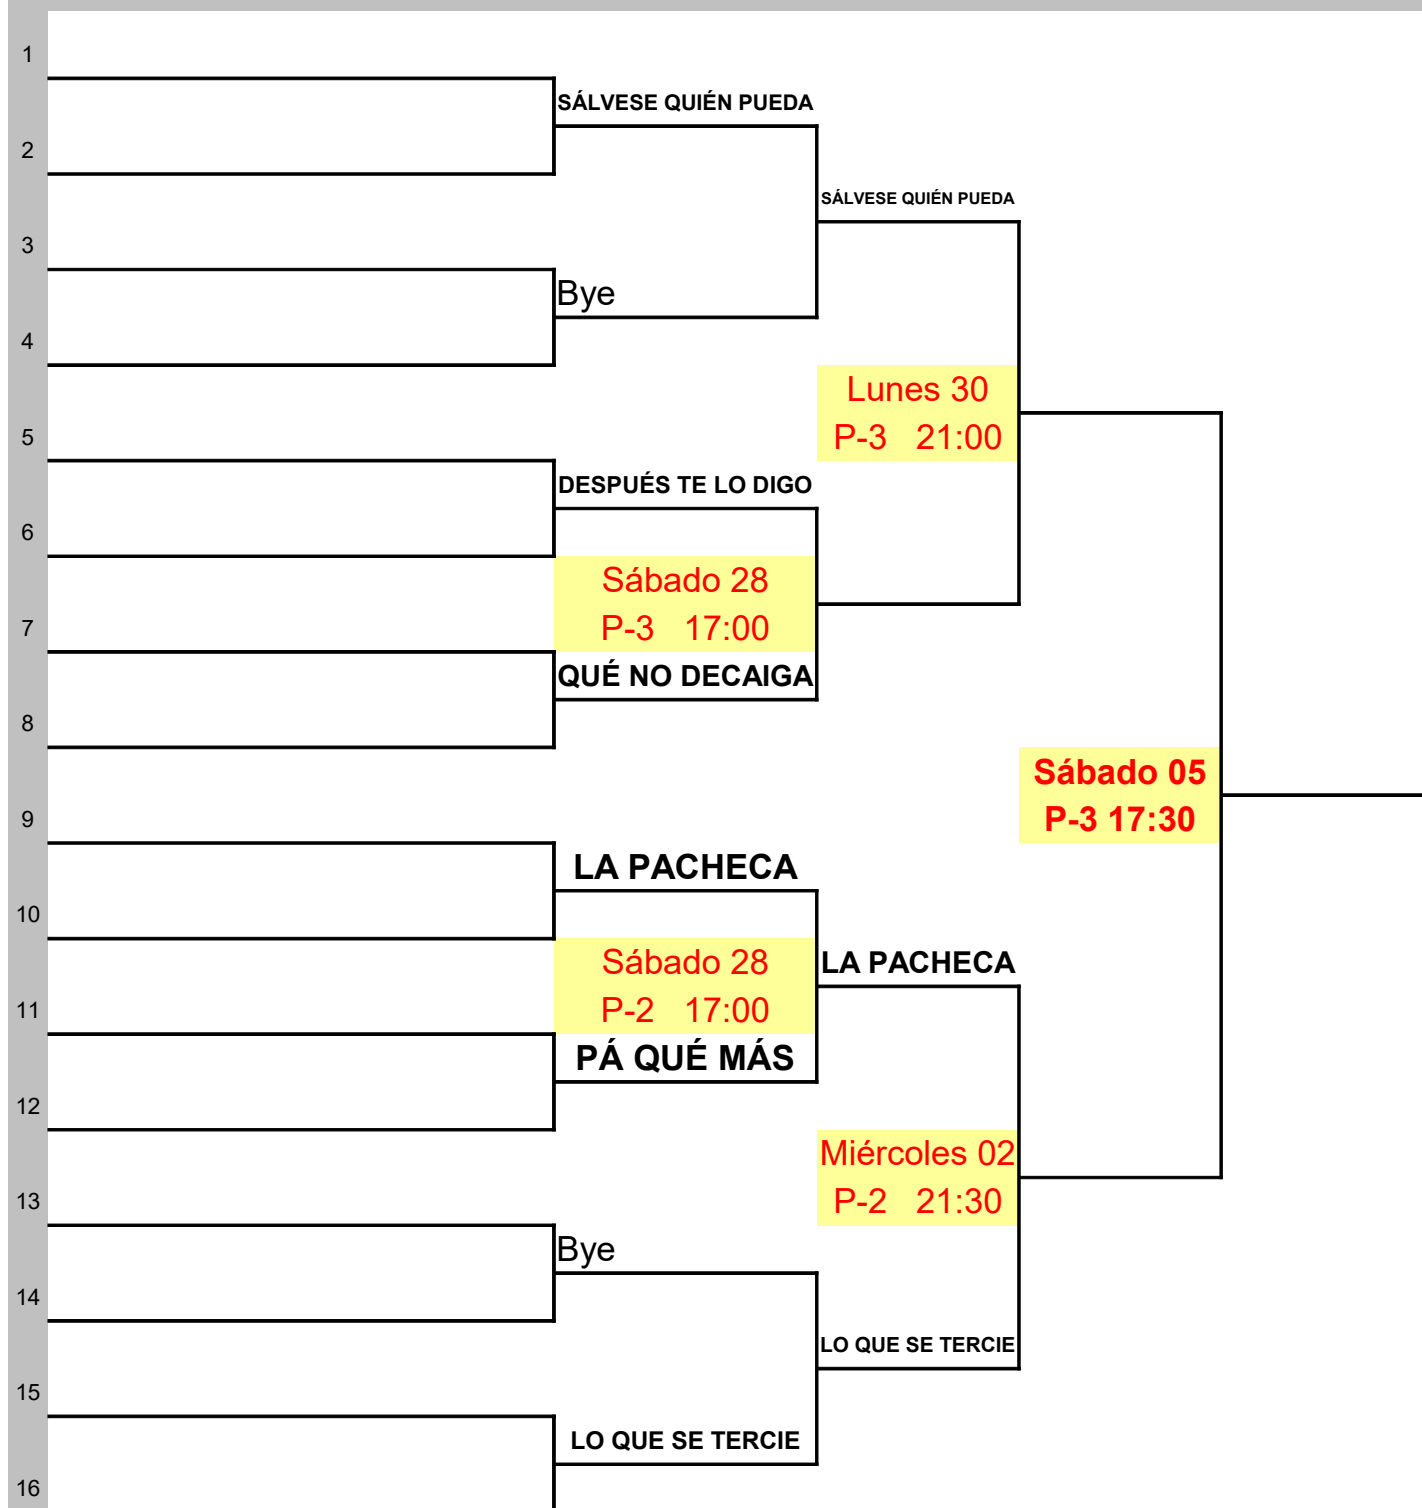 1
SÁLVESE QUIÉN PUEDA
2
SÁLVESE QUIÉN PUEDA
3
Bye
4
Lunes 30
P-3 21:00
5
DESPUÉS TE LO DIGO
6
Sábado 28
P-3 17:00
7
QUÉ NO DECAIGA
8
Sábado 05
P-3 17:30
9
LA PACHECA
10
Sábado 28
P-2 17:00
LA PACHECA
11
PÁ QUÉ MÁS
12
Miércoles 02
P-2 21:30
13
Bye
14
LO QUE SE TERCIE
15
LO QUE SE TERCIE
16